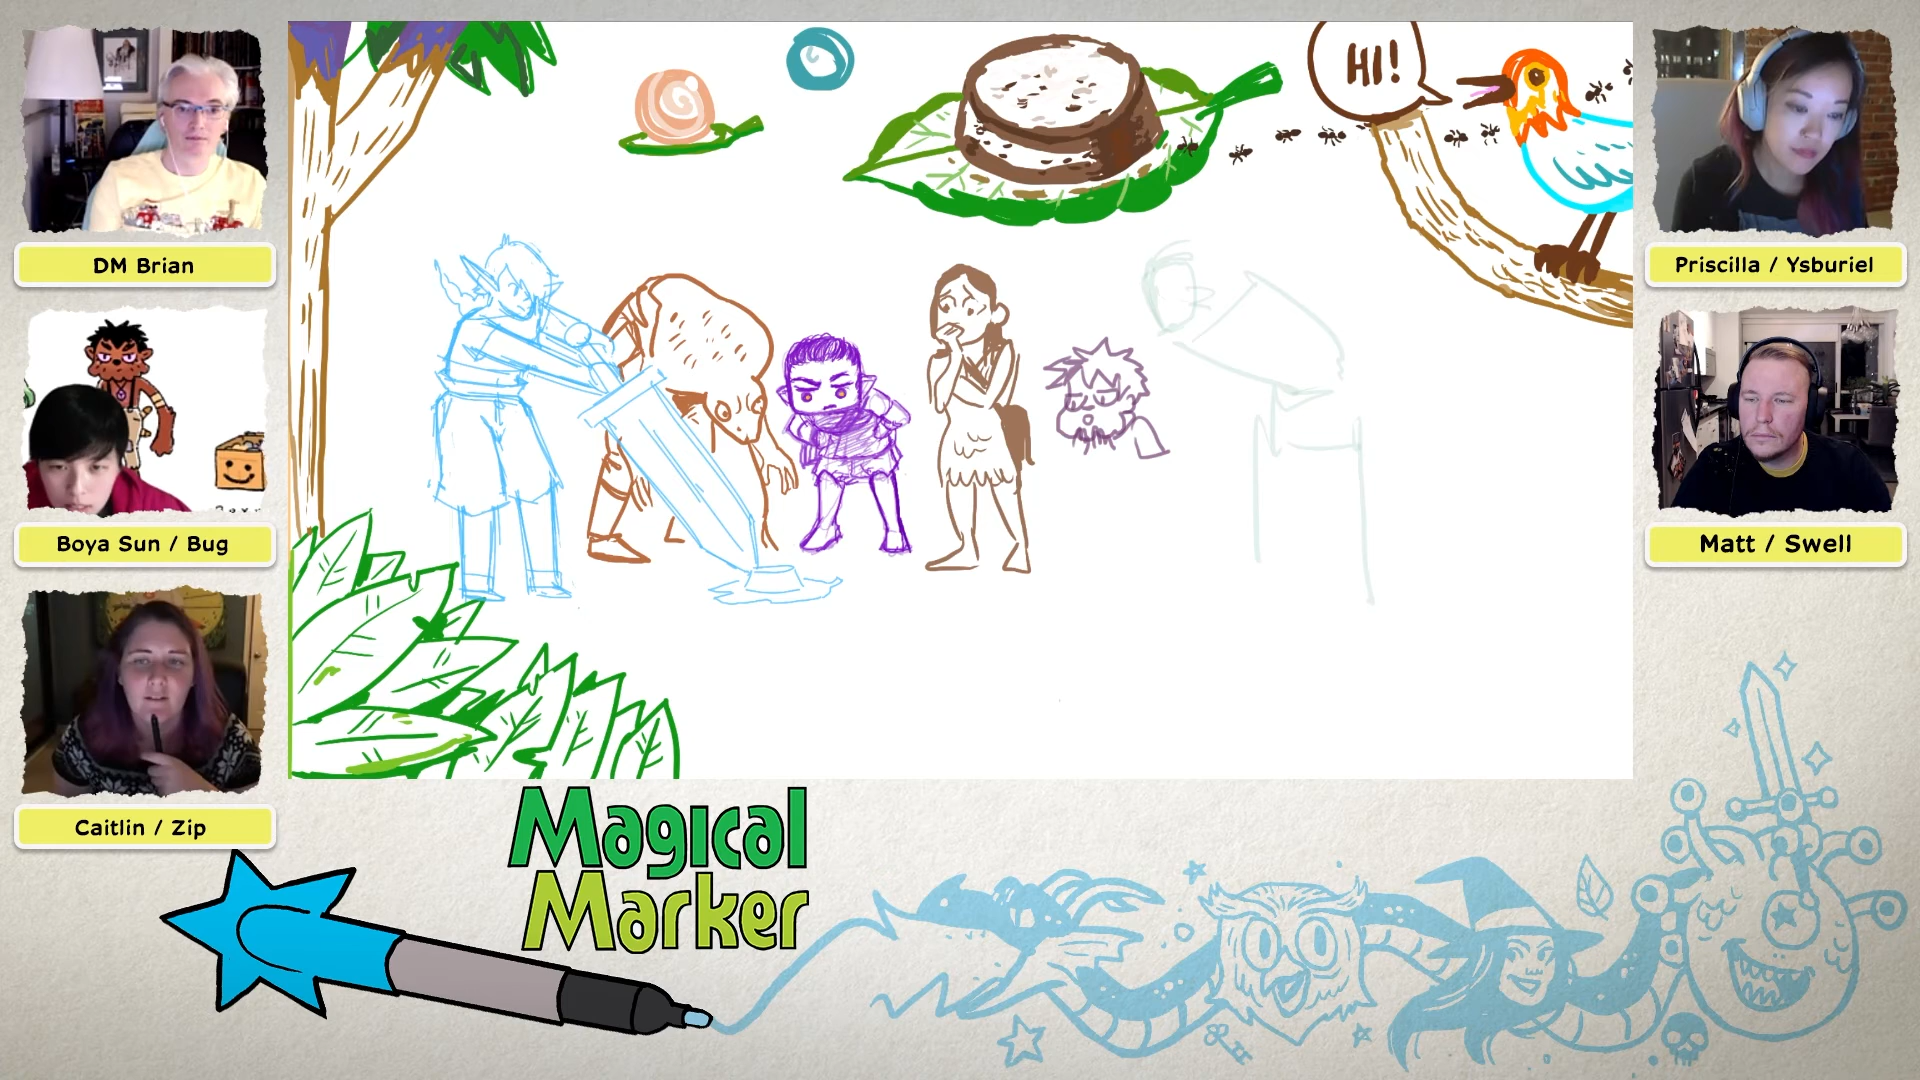 HI!
DM Brian
Priscilla / Ysburiel
Boya Sun / Bug
Matt / Swell
Caitlin / Zip
Magical
Marker